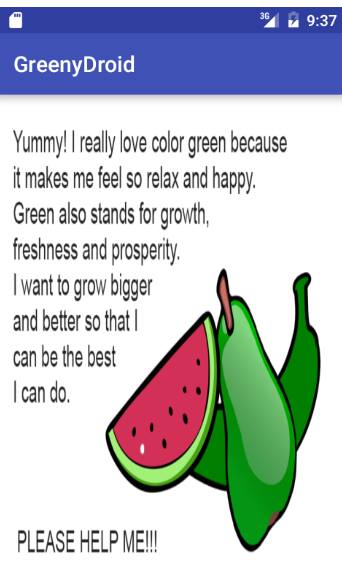 3G 9:37
GreenyDroid
Yummy! I really love color green because
it makes me feel so relax and happy.
Green also stands for growth,
freshness and prosperity.
I want to grow bigger
and better so that I
can be the best
I can do.
PLEASE HELP ME!!!